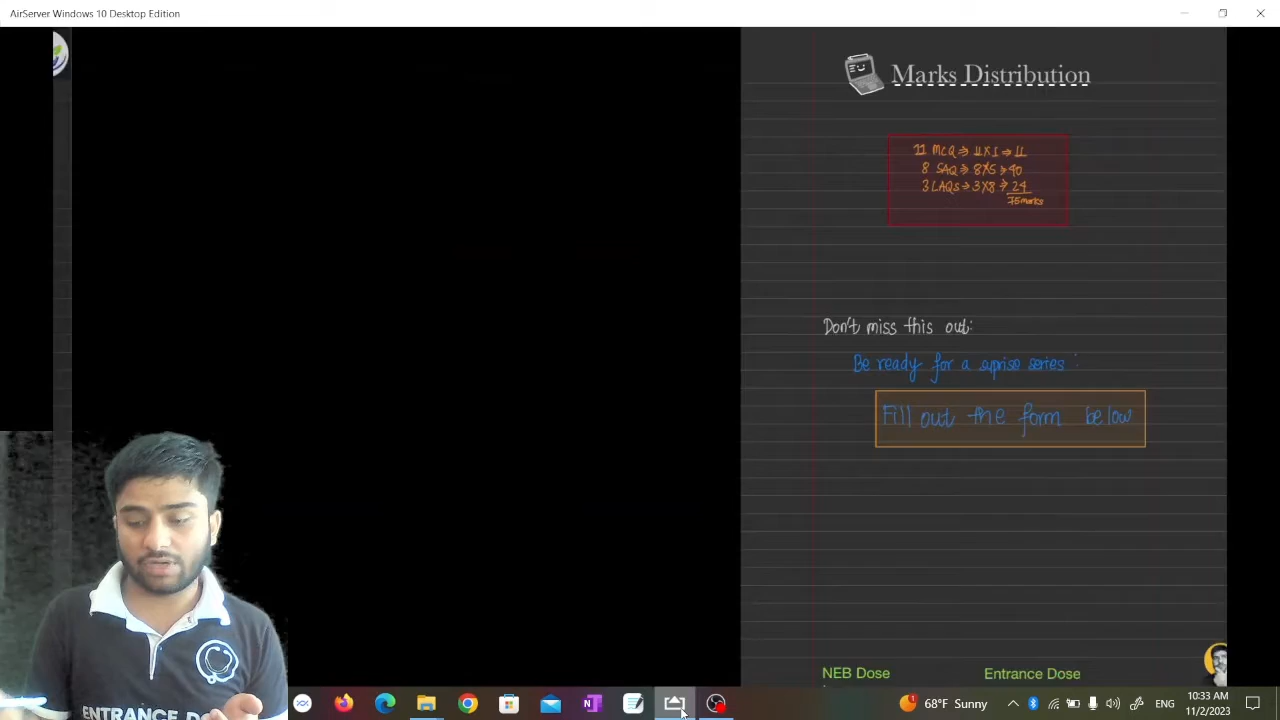 AirServer Windows 10 Desktop Edition
Marks Distribution
11 MCQ ⇒ 11×1 ⇒ 11
8 SAQ ⇒ 8×5 ⇒ 40
3 LAQs ⇒ 3×8 ⇒ 24
75 marks
Don't miss this out:
Be ready for a suprise series:
Fill out the form below
NEB Dose
Entrance Dose
ENTRANCE DO
68°F Sunny
ENG
10:33 AM
11/2/2023